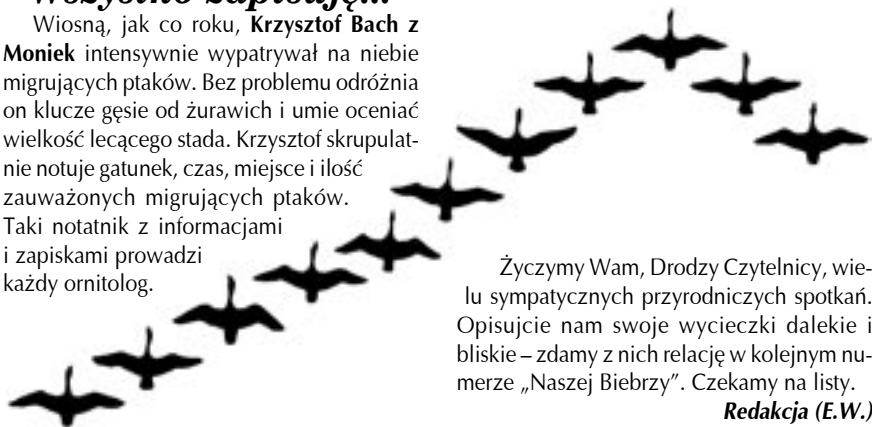 Wszystko zapisuję...
Wiosną, jak co roku, Krzysztof Bach z
Moniek intensywnie wypatrywał na niebie
migrujących ptaków. Bez problemu odróżnia
on klucze gęsie od żurawich i umie oceniać
wielkość lecącego stada. Krzysztof skrupulat-
nie notuje gatunek, czas, miejsce i ilość
zauważonych migrujących ptaków.
Taki notatnik z informacjami
i zapiskami prowadzi
każdy ornitolog.
Życzymy Wam, Drodzy Czytelnicy, wie-
lu sympatycznych przyrodniczych spotkań.
Opisujcie nam swoje wycieczki dalekie i
bliskie – zdamy z nich relację w kolejnym nu-
merze „Naszej Biebrzy”. Czekamy na listy.
Redakcja (E.W.)